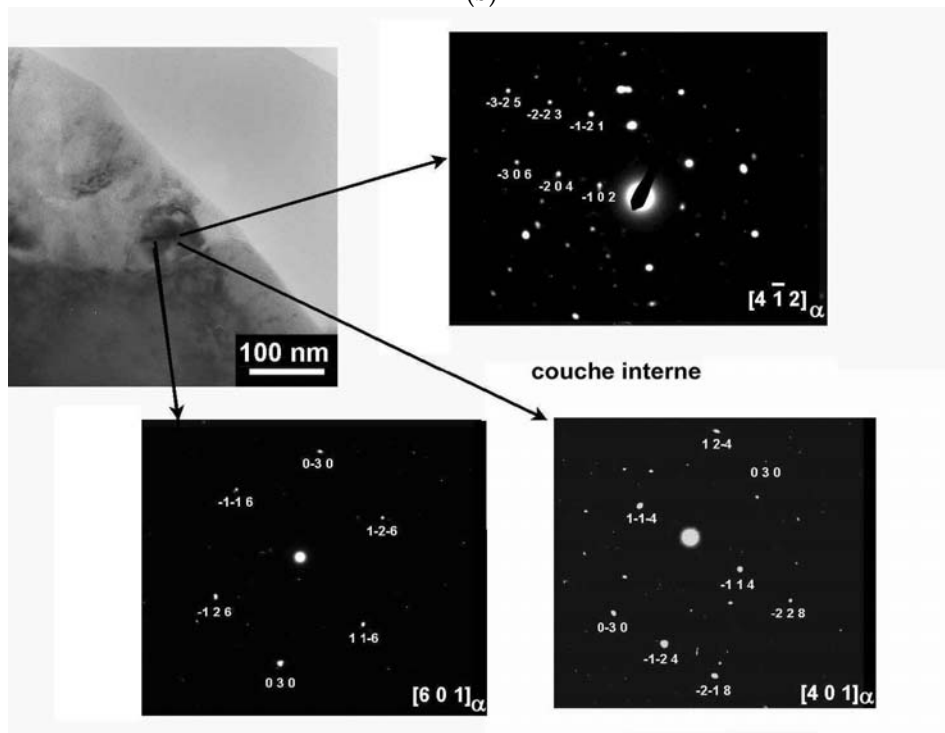 -3-2 5
-2-2 3
-1-2 1
-3 0 6
-2 0 4
-1 0 2
[4 1̅ 2]α
100 nm
couche interne
0-3 0
-1-1 6
1-2-6
-1 2 6
1 1-6
0 3 0
[6 0 1]α
1 2-4
0 3 0
1-1-4
-1 1 4
-2 2 8
0-3 0
-1-2 4
-2-1 8
[4 0 1]α